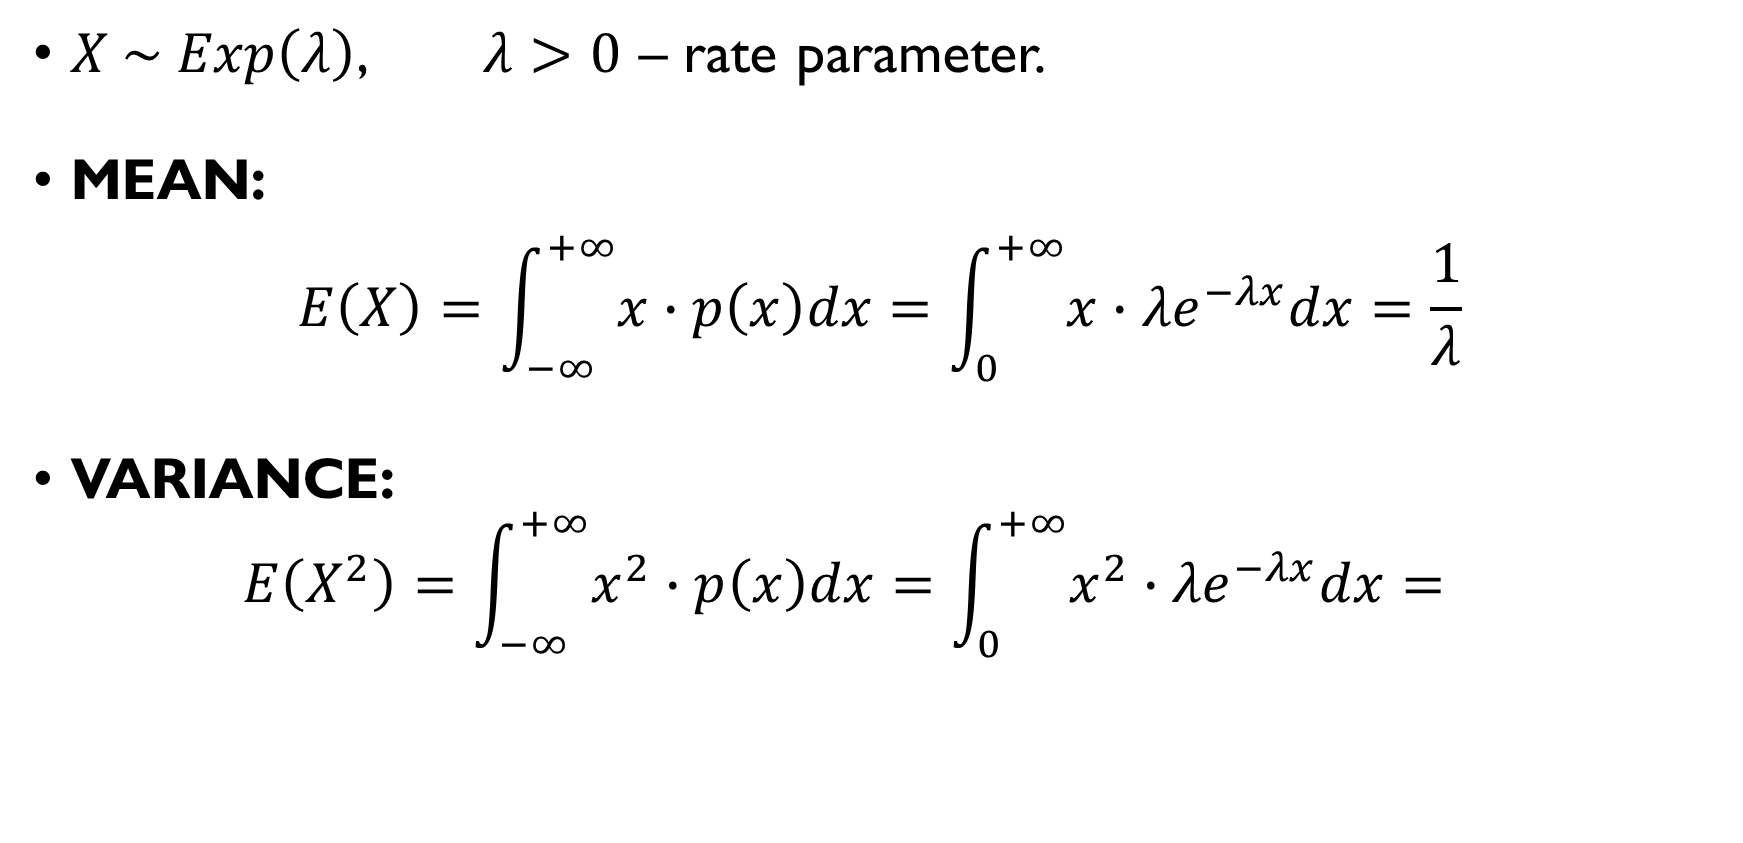 • X ~ Exp(λ), λ > 0 – rate parameter.
• MEAN:
E(X) = ∫_{−∞}^{+∞} x · p(x)dx = ∫_{0}^{+∞} x · λe^{−λx}dx = 1/λ
• VARIANCE:
E(X²) = ∫_{−∞}^{+∞} x² · p(x)dx = ∫_{0}^{+∞} x² · λe^{−λx}dx =